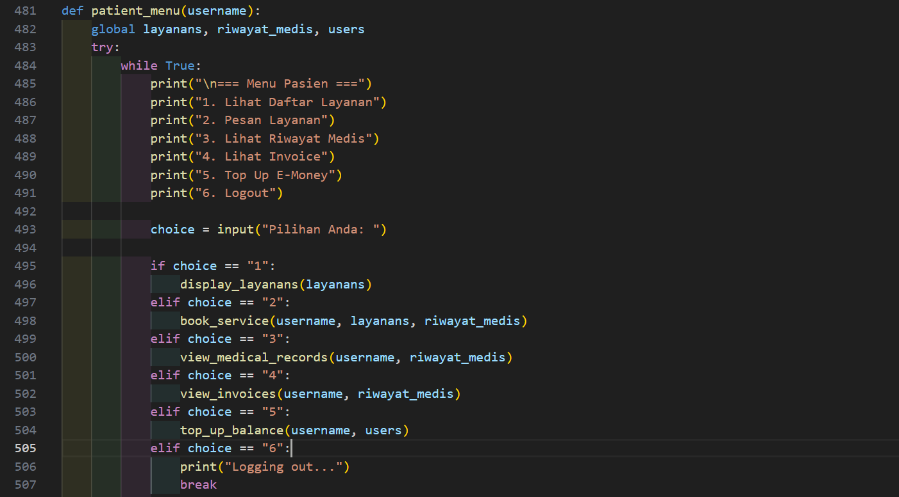 481 def patient_menu(username):
482     global layanans, riwayat_medis, users
483     try:
484         while True:
485             print("\n=== Menu Pasien ===")
486             print("1. Lihat Daftar Layanan")
487             print("2. Pesan Layanan")
488             print("3. Lihat Riwayat Medis")
489             print("4. Lihat Invoice")
490             print("5. Top Up E-Money")
491             print("6. Logout")
492
493             choice = input("Pilihan Anda: ")
494
495             if choice == "1":
496                 display_layanans(layanans)
497             elif choice == "2":
498                 book_service(username, layanans, riwayat_medis)
499             elif choice == "3":
500                 view_medical_records(username, riwayat_medis)
501             elif choice == "4":
502                 view_invoices(username, riwayat_medis)
503             elif choice == "5":
504                 top_up_balance(username, users)
505             elif choice == "6":
506                 print("Logging out...")
507                 break